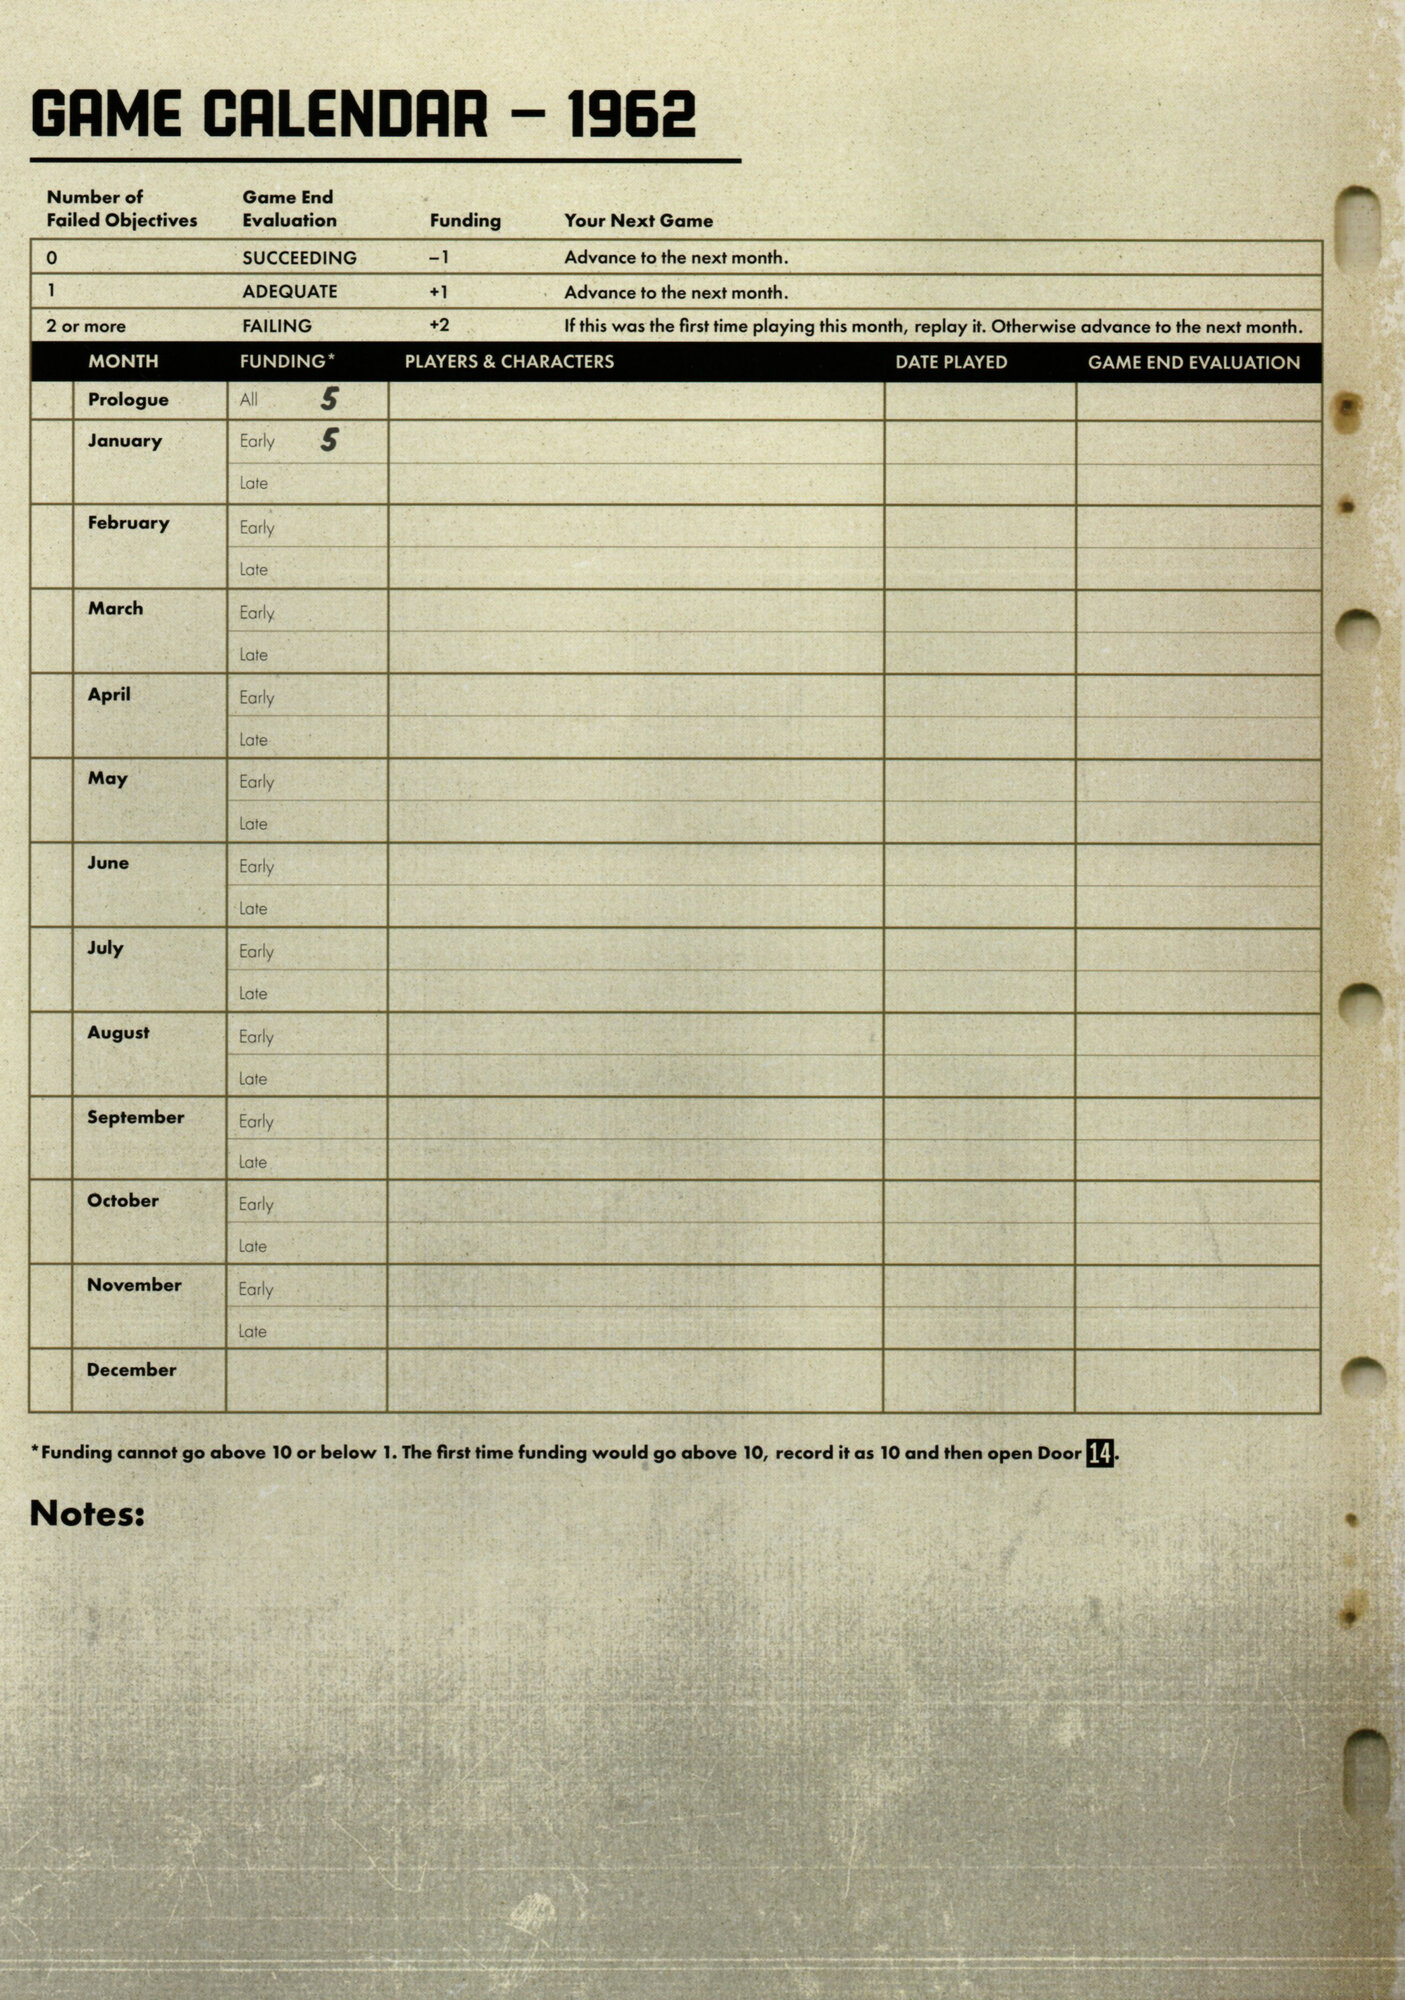 GAME CALENDAR – 1962
Number of Failed Objectives Game End Evaluation Funding Your Next Game
0 SUCCEEDING –1 Advance to the next month.
1 ADEQUATE +1 Advance to the next month.
2 or more FAILING +2 If this was the first time playing this month, replay it. Otherwise advance to the next month.
MONTH FUNDING* PLAYERS & CHARACTERS DATE PLAYED GAME END EVALUATION
Prologue All 5
January Early 5
Late
February Early
Late
March Early
Late
April Early
Late
May Early
Late
June Early
Late
July Early
Late
August Early
Late
September Early
Late
October Early
Late
November Early
Late
December
*Funding cannot go above 10 or below 1. The first time funding would go above 10, record it as 10 and then open Door 14.
Notes: